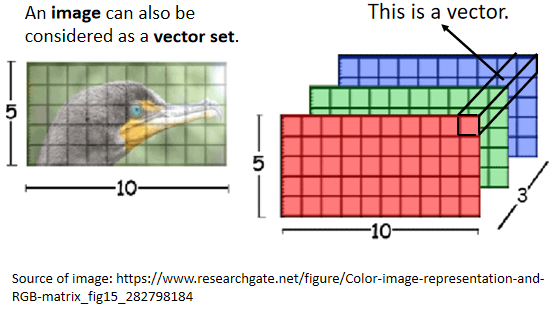 An image can also be
considered as a vector set.
This is a vector.
5
10
5
10
3
Source of image: https://www.researchgate.net/figure/Color-image-representation-and-
RGB-matrix_fig15_282798184